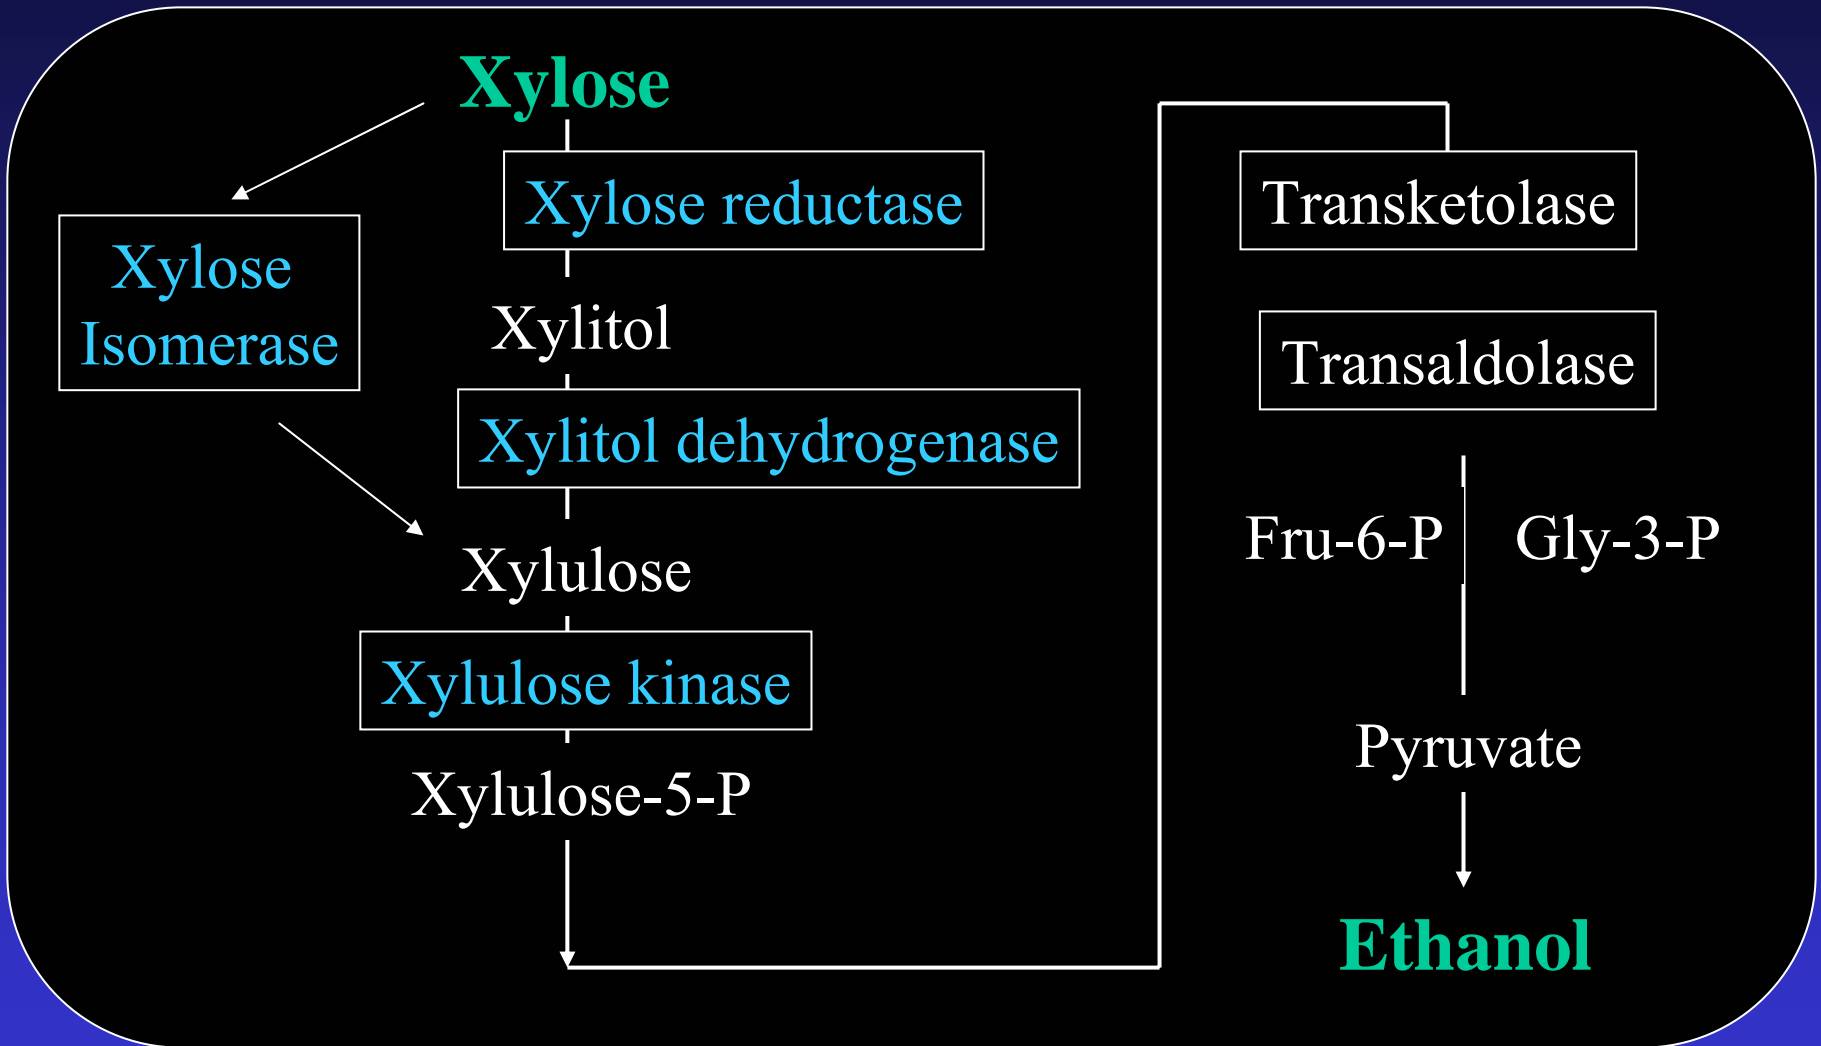 Xylose
Xylose reductase
Xylose
Isomerase
Xylitol
Xylitol dehydrogenase
Xylulose
Xylulose kinase
Xylulose-5-P
Transketolase
Transaldolase
Fru-6-P
Gly-3-P
Pyruvate
Ethanol